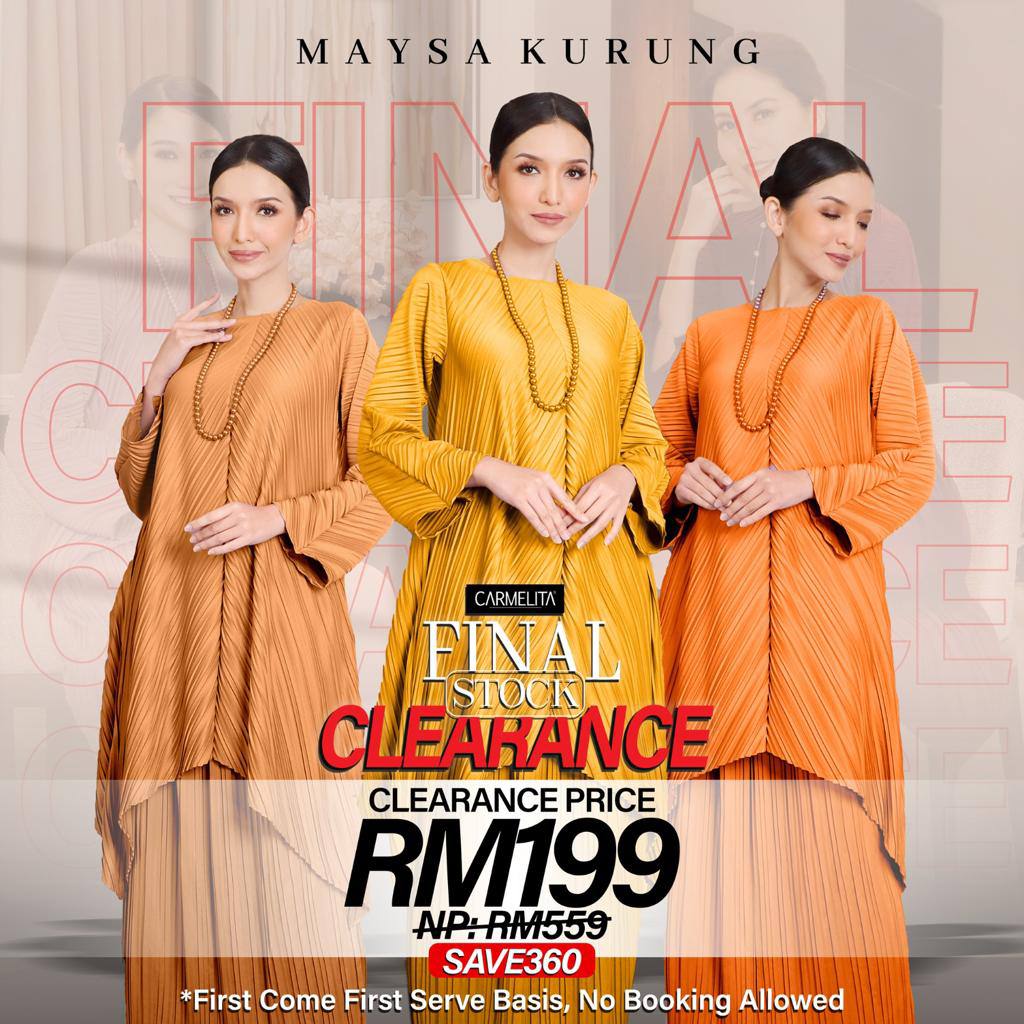 MAYSA KURUNG
FINAL
CARMELITA
FINAL
STOCK
CLEARANCE
CLEARANCE PRICE
RM199
NP: RM559
SAVE360
*First Come First Serve Basis, No Booking Allowed